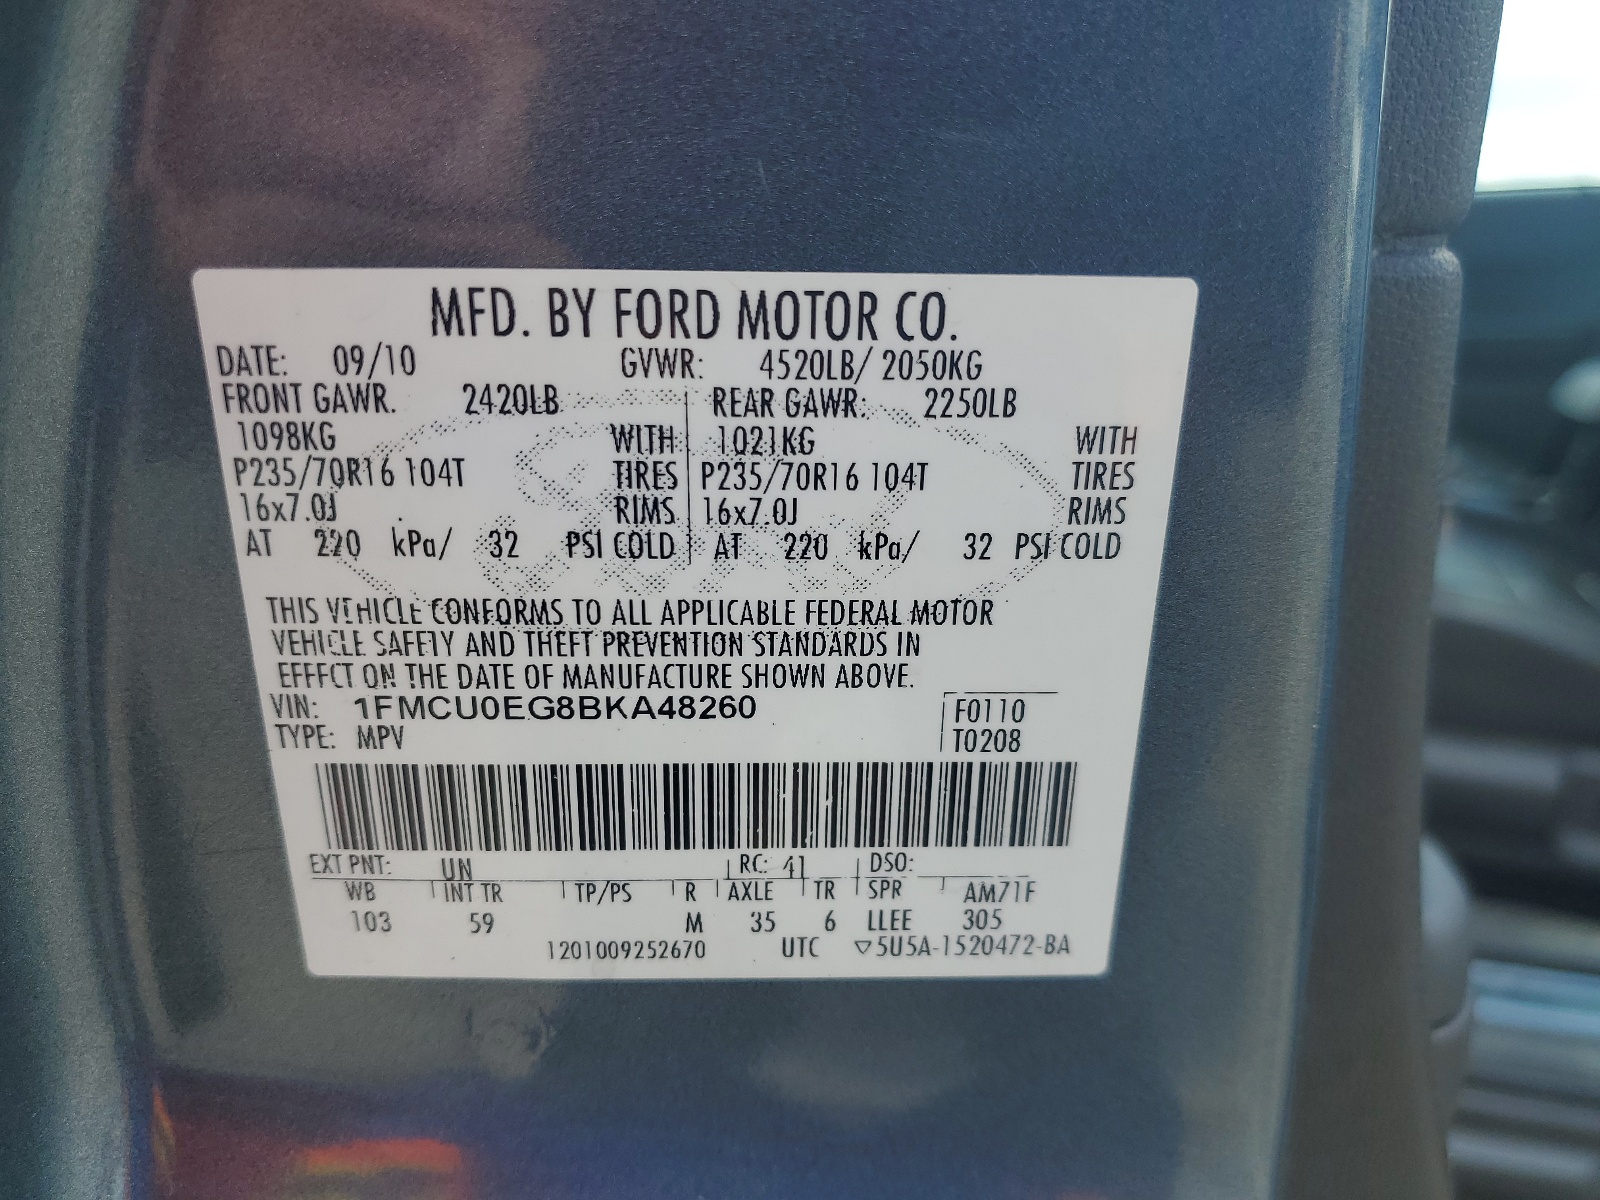 MFD. BY FORD MOTOR CO.
DATE: 09/10 GVWR: 4520LB/ 2050KG
FRONT GAWR. 2420LB REAR GAWR: 2250LB
1098KG WITH 1021KG WITH
P235/70R16 104T TIRES P235/70R16 104T TIRES
16x7.0J RIMS 16x7.0J RIMS
AT 220 kPa/ 32 PSI COLD AT 220 kPa/ 32 PSI COLD
THIS VEHICLE CONFORMS TO ALL APPLICABLE FEDERAL MOTOR
VEHICLE SAFETY AND THEFT PREVENTION STANDARDS IN
EFFECT ON THE DATE OF MANUFACTURE SHOWN ABOVE.
VIN: 1FMCU0EG8BKA48260 F0110
TYPE: MPV T0208
EXT PNT: UN RC: 41 DSO:
WB INT TR TP/PS R AXLE TR SPR AM71F
103 59 M 35 6 LLEE 305
1201009252670 UTC ▽5U5A-1520472-BA